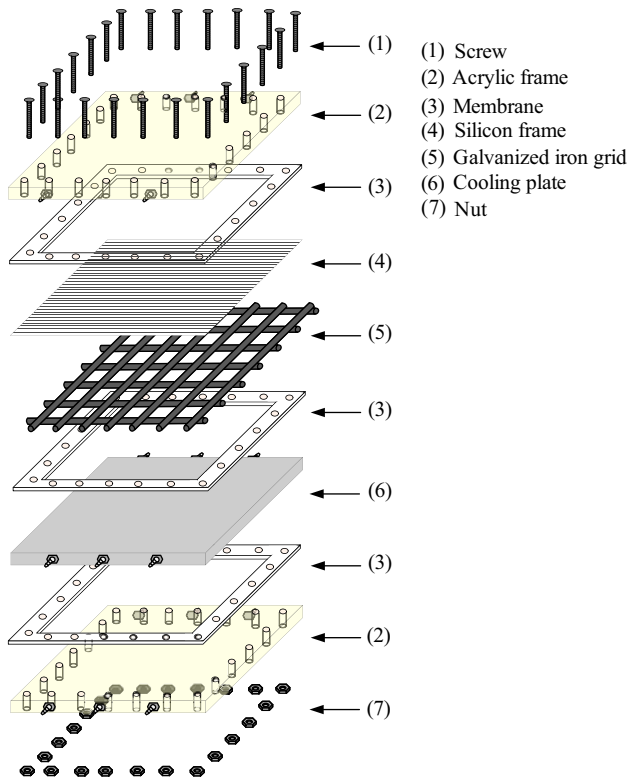 (1)
(2)
(3)
(4)
(5)
(3)
(6)
(3)
(2)
(7)
(1) Screw
(2) Acrylic frame
(3) Membrane
(4) Silicon frame
(5) Galvanized iron grid
(6) Cooling plate
(7) Nut